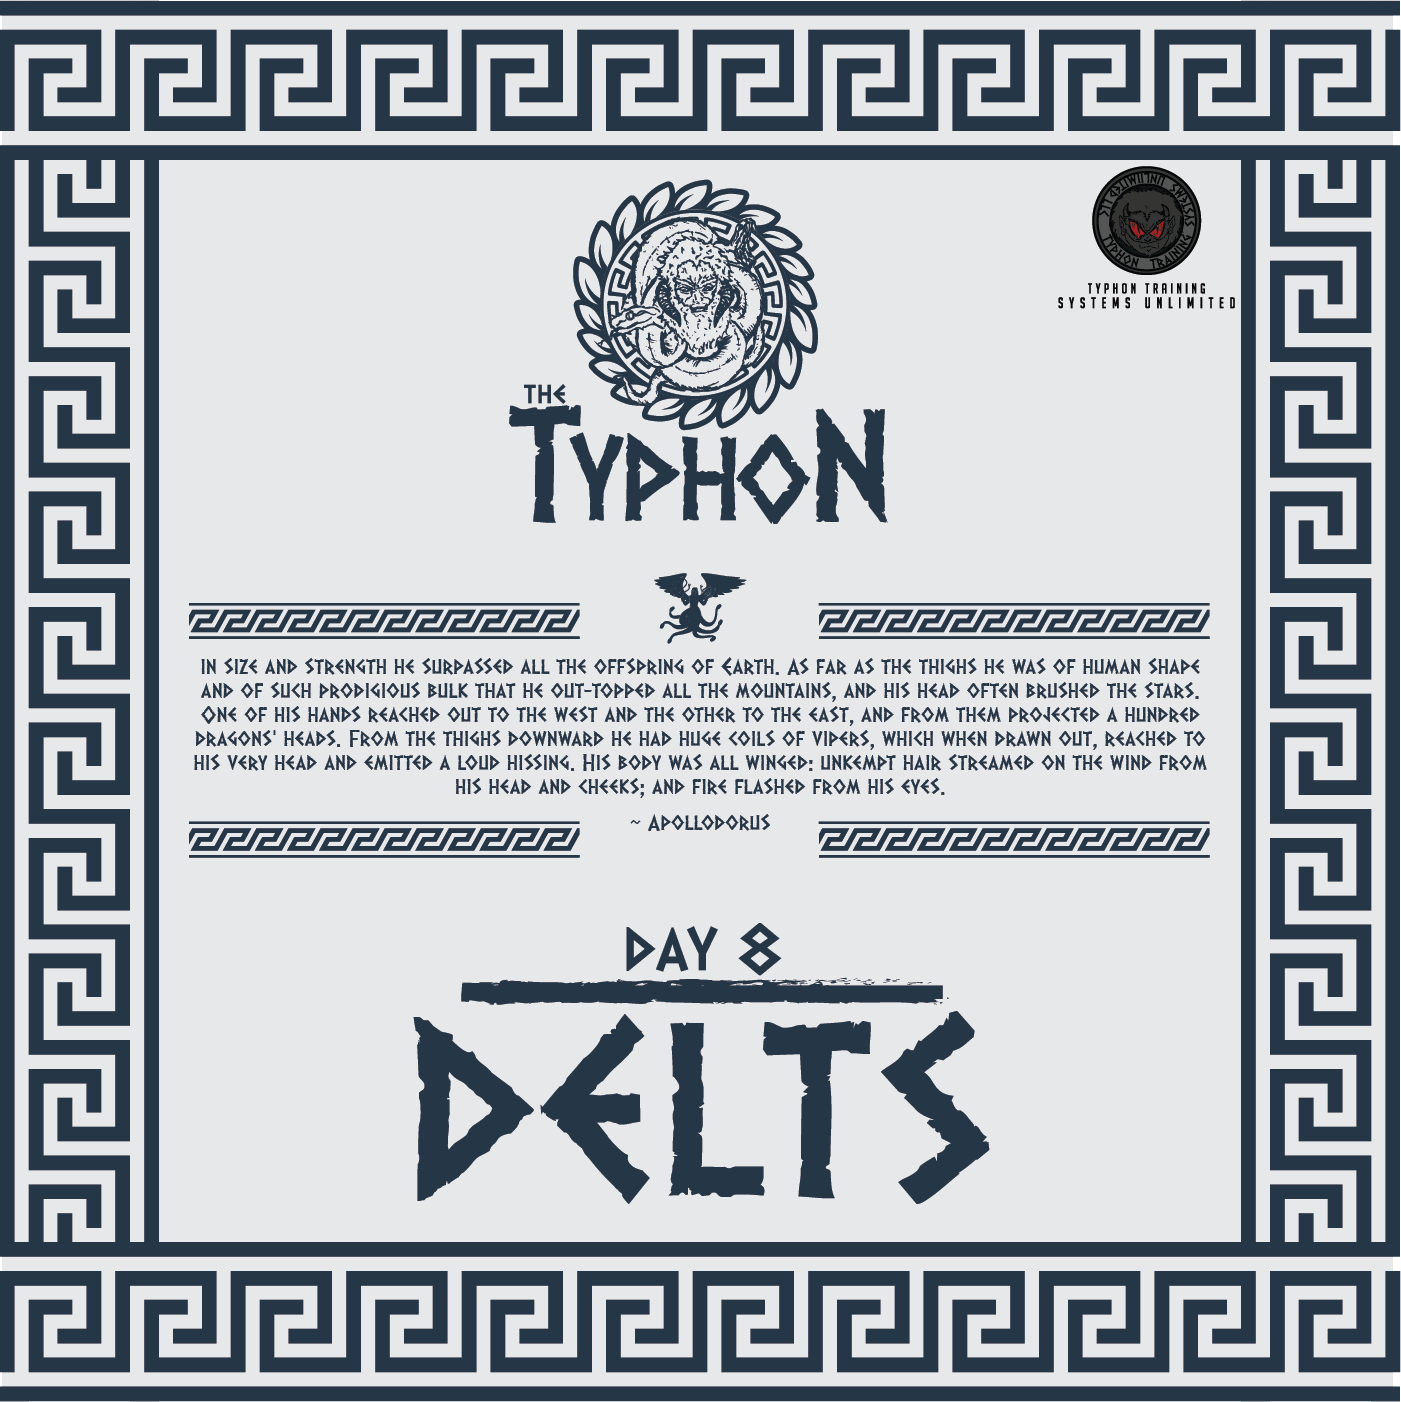 TYPHON TRAINING SYSTEMS UNLIMITED LLC
TYPHON TRAINING
SYSTEMS UNLIMITED
THE
TYPHON
IN SIZE AND STRENGTH HE SURPASSED ALL THE OFFSPRING OF EARTH. AS FAR AS THE THIGHS HE WAS OF HUMAN SHAPE
AND OF SUCH PRODIGIOUS BULK THAT HE OUT-TOPPED ALL THE MOUNTAINS, AND HIS HEAD OFTEN BRUSHED THE STARS.
ONE OF HIS HANDS REACHED OUT TO THE WEST AND THE OTHER TO THE EAST, AND FROM THEM PROJECTED A HUNDRED
DRAGONS' HEADS. FROM THE THIGHS DOWNWARD HE HAD HUGE COILS OF VIPERS, WHICH WHEN DRAWN OUT, REACHED TO
HIS VERY HEAD AND EMITTED A LOUD HISSING. HIS BODY WAS ALL WINGED: UNKEMPT HAIR STREAMED ON THE WIND FROM
HIS HEAD AND CHEEKS; AND FIRE FLASHED FROM HIS EYES.
~ APOLLODORUS
DAY 8
DELTS